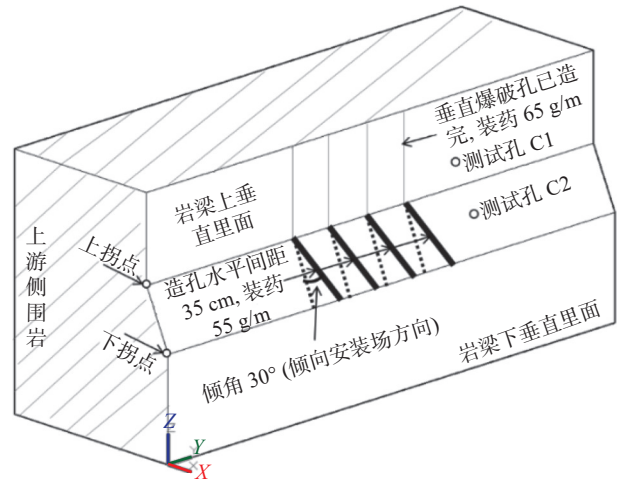 垂直爆破孔已造
完, 装药 65 g/m
测试孔 C1
测试孔 C2
岩梁上垂
直里面
上游侧围岩
上拐点
造孔水平间距
35 cm, 装药
55 g/m
下拐点
倾角 30° (倾向安装场方向)
岩梁下垂直里面
Z
Y
X